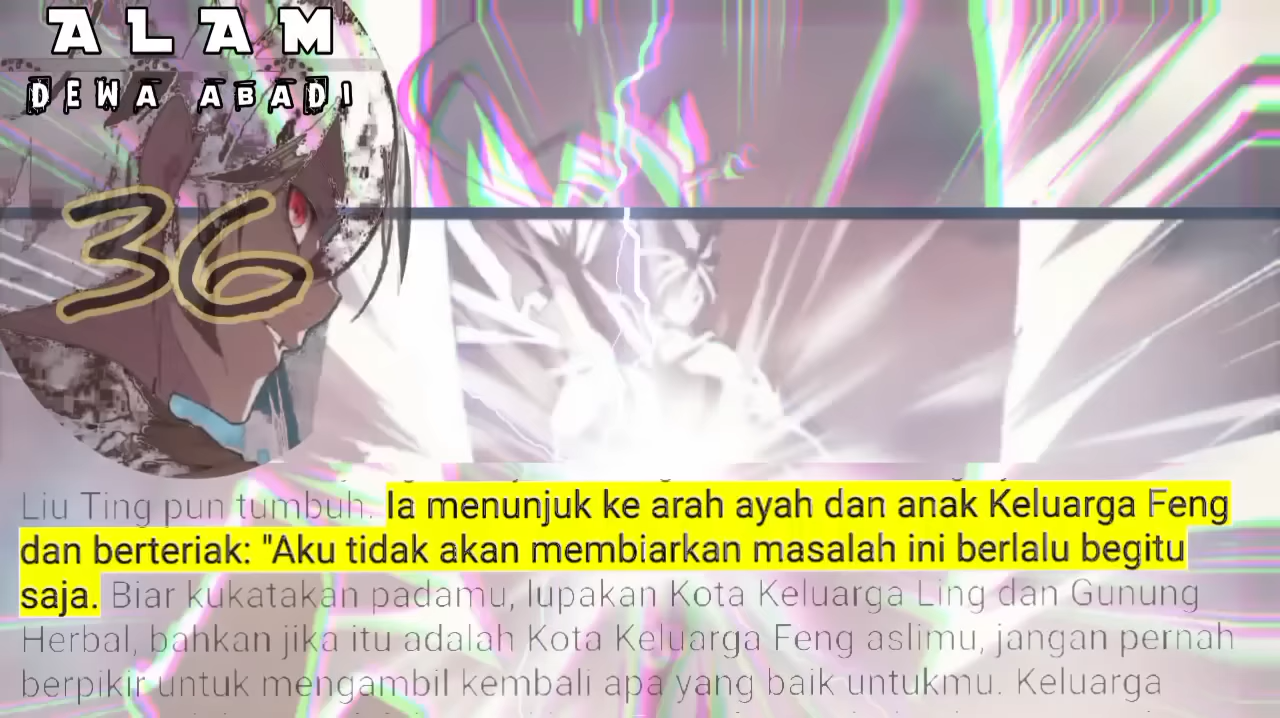 ALAM
DEWA ABADI
36
Liu Ting pun tumbuh. Ia menunjuk ke arah ayah dan anak Keluarga Feng
dan berteriak: "Aku tidak akan membiarkan masalah ini berlalu begitu
saja. Biar kukatakan padamu, lupakan Kota Keluarga Ling dan Gunung
Herbal, bahkan jika itu adalah Kota Keluarga Feng aslimu, jangan pernah
berpikir untuk mengambil kembali apa yang baik untukmu. Keluarga